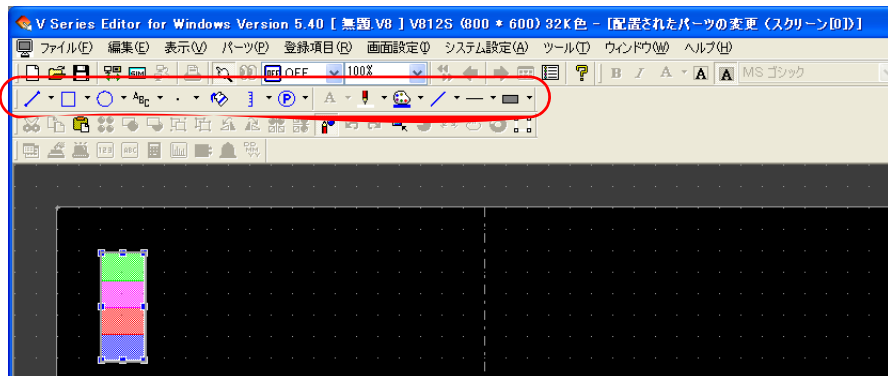 V Series Editor for Windows Version 5.40 [ 無題.V8 ] V812S (800 * 600) 32K色 - [配置されたパーツの変更 (スクリーン[0])]
ファイル(F) 編集(E) 表示(V) パーツ(P) 登録項目(R) 画面設定(I) システム設定(A) ツール(T) ウィンドウ(W) ヘルプ(H)
OFF OFF 100% B I A A A MS ゴシック
ABC P A
123 ABC